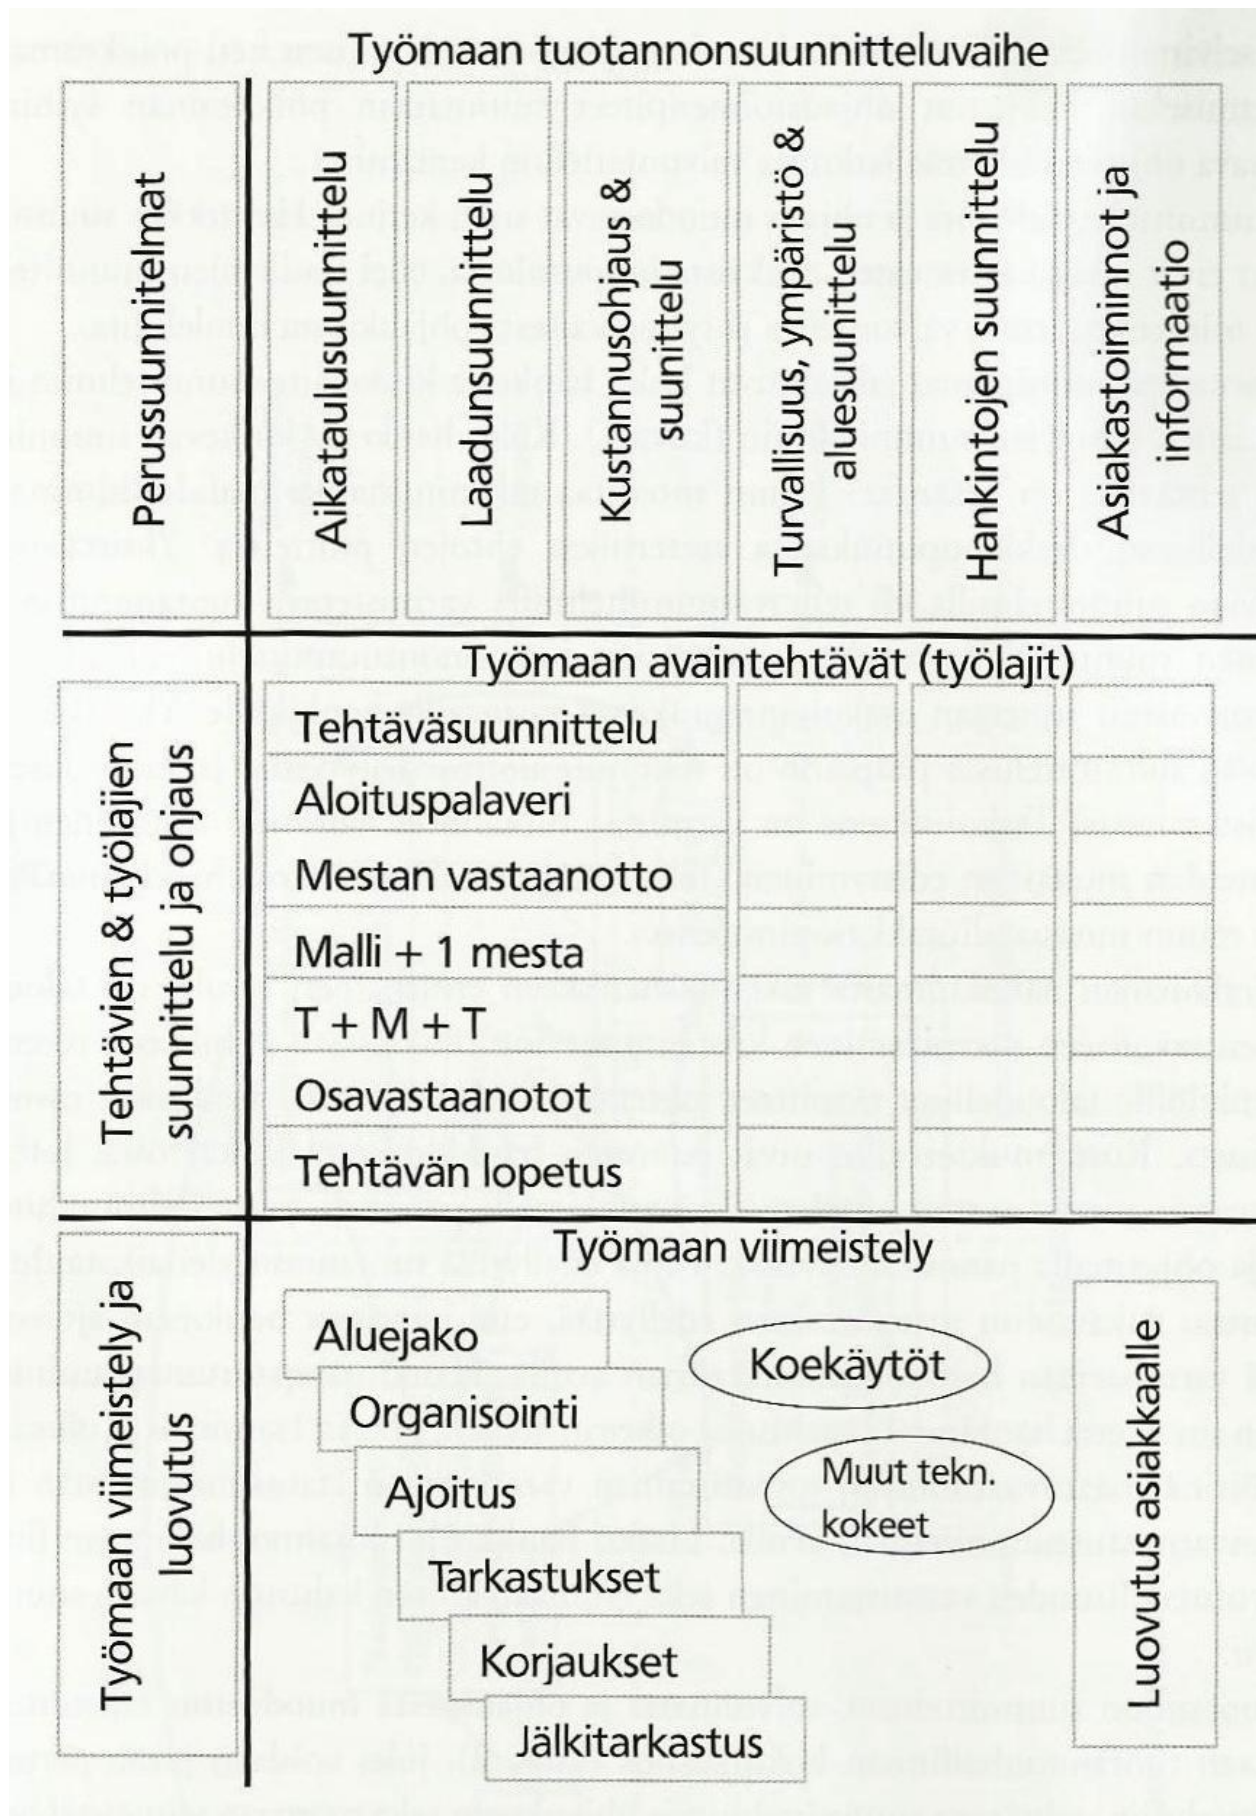 Työmaan tuotannonsuunnitteluvaihe
Perussuunnitelmat
Aikataulusuunnittelu
Laadunsuunnittelu
Kustannusohjaus &
suunittelu
Turvallisuus, ympäristö &
aluesuunittelu
Hankintojen suunnittelu
Asiakastoiminnot ja
informaatio
Työmaan avaintehtävät (työlajit)
Tehtävien & työlajien
suunnittelu ja ohjaus
Tehtäväsuunnittelu
Aloituspalaveri
Mestan vastaanotto
Malli + 1 mesta
T + M + T
Osavastaanotot
Tehtävän lopetus
Työmaan viimeistely
Työmaan viimeistely ja
luovutus
Aluejako
Organisointi
Ajoitus
Tarkastukset
Korjaukset
Jälkitarkastus
Koekäytöt
Muut tekn.
kokeet
Luovutus asiakkaalle